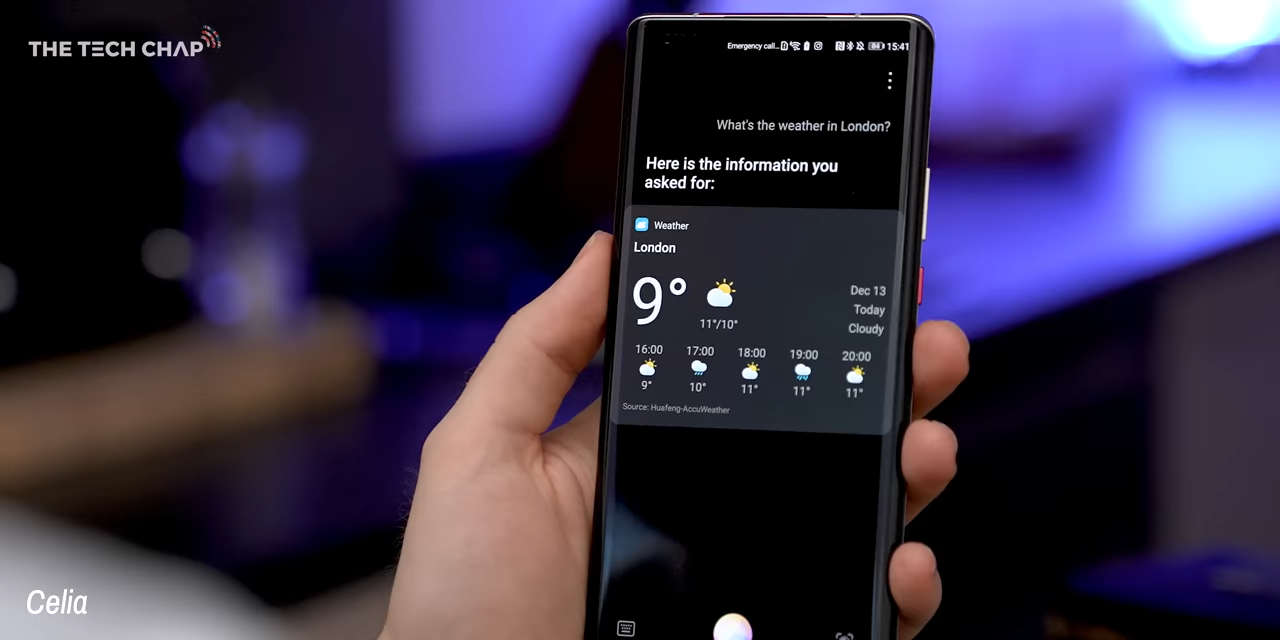 THE TECH CHAP
Emergency call... 84 15:41
What's the weather in London?
Here is the information you
asked for:
Weather
London
9°
11°/10°
Dec 13
Today
Cloudy
16:00 17:00 18:00 19:00 20:00
9° 10° 11° 11° 11°
Source: Huafeng-AccuWeather
Celia